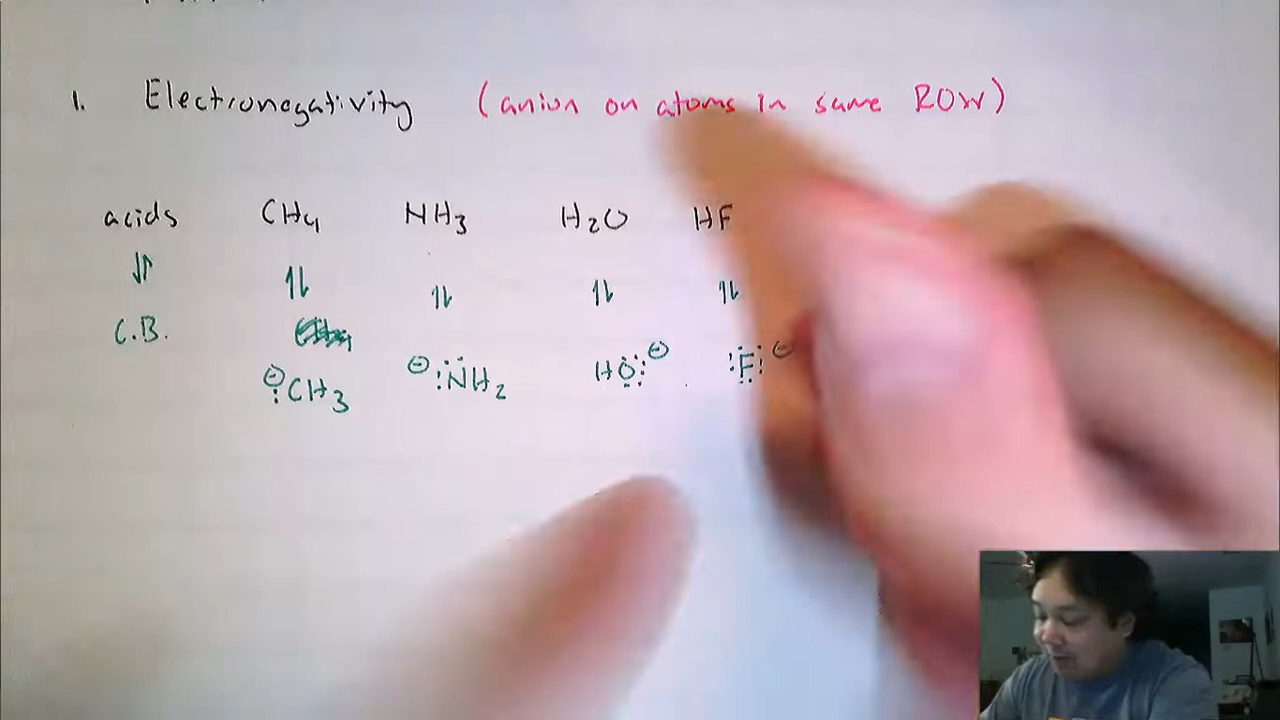 1. Electronegativity (anion on atoms in same ROW)
acids CH4 NH3 H2O HF
⇌ ⇌ ⇌ ⇌ ⇌
C.B.
⊖:CH3 ⊖:NH2 HO:⊖ :F:⊖